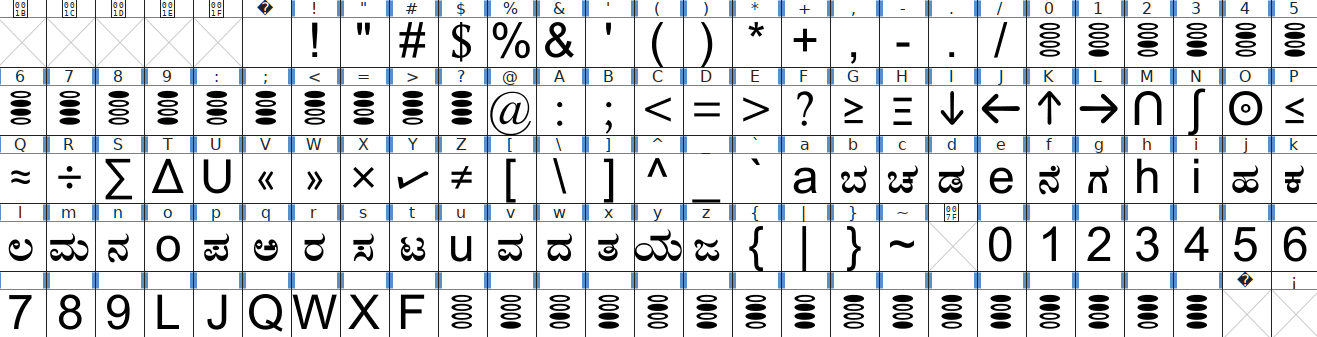 001B 001C 001D 001E 001F � ! " # $ % & ' ( ) * + , - . / 0 1 2 3 4 5
! " # $ % & ' ( ) * + , - . /
6 7 8 9 : ; < = > ? @ A B C D E F G H I J K L M N O P
@ : ; < = > ? ≥ Ξ ↓ ← ↑ → ∩ ∫ ⊙ ≤
Q R S T U V W X Y Z [ \ ] ^ _ ` a b c d e f g h i j k
≈ ÷ ∑ Δ U « » × ✓ ≠ [ \ ] ^ _ ` a ಬ ಚ ಡ e ನೆ ಗ h i ಹ ಕ
l m n o p q r s t u v w x y z { | } ~ 007F
ಲ ಮ ನ o ಪ ಅ ರ ಸ ಟ u ವ ದ ತ ಯ ಜ { | } ~ 0 1 2 3 4 5 6
� ¡
7 8 9 L J Q W X F